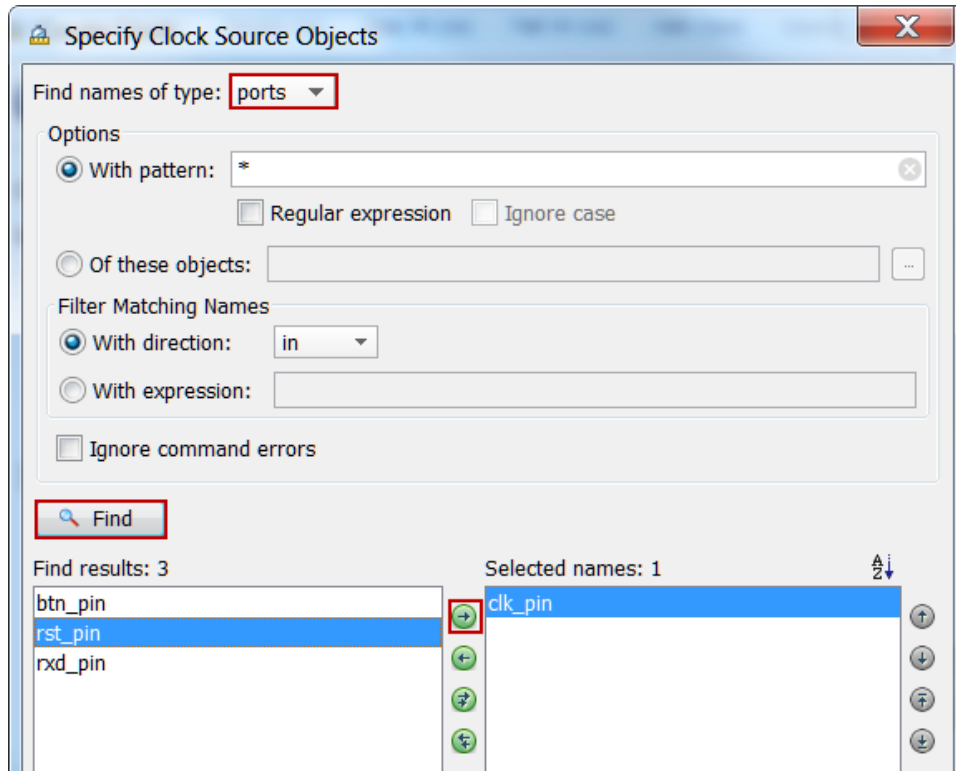 Specify Clock Source Objects
Find names of type: ports
Options
With pattern: *
Regular expression Ignore case
Of these objects: ...
Filter Matching Names
With direction: in
With expression:
Ignore command errors
Find
Find results: 3 Selected names: 1 AZ
btn_pin clk_pin
rst_pin
rxd_pin